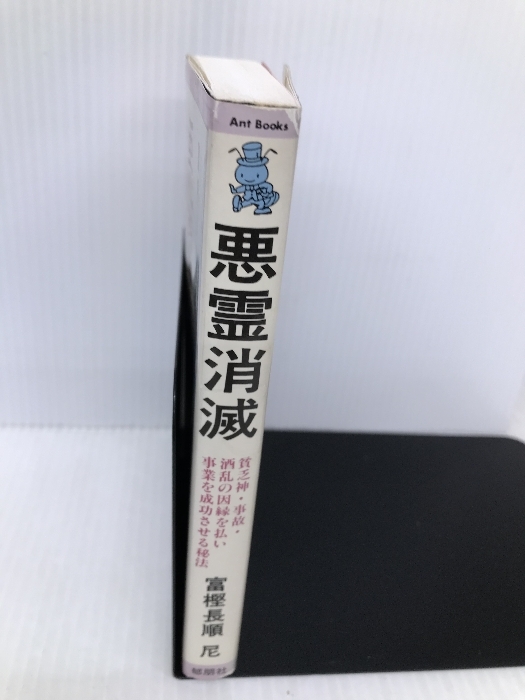 Ant Books
悪霊消滅
貧乏神・事故・
酒乱の因縁を払い
事業を成功させる秘法
富樫長順 尼